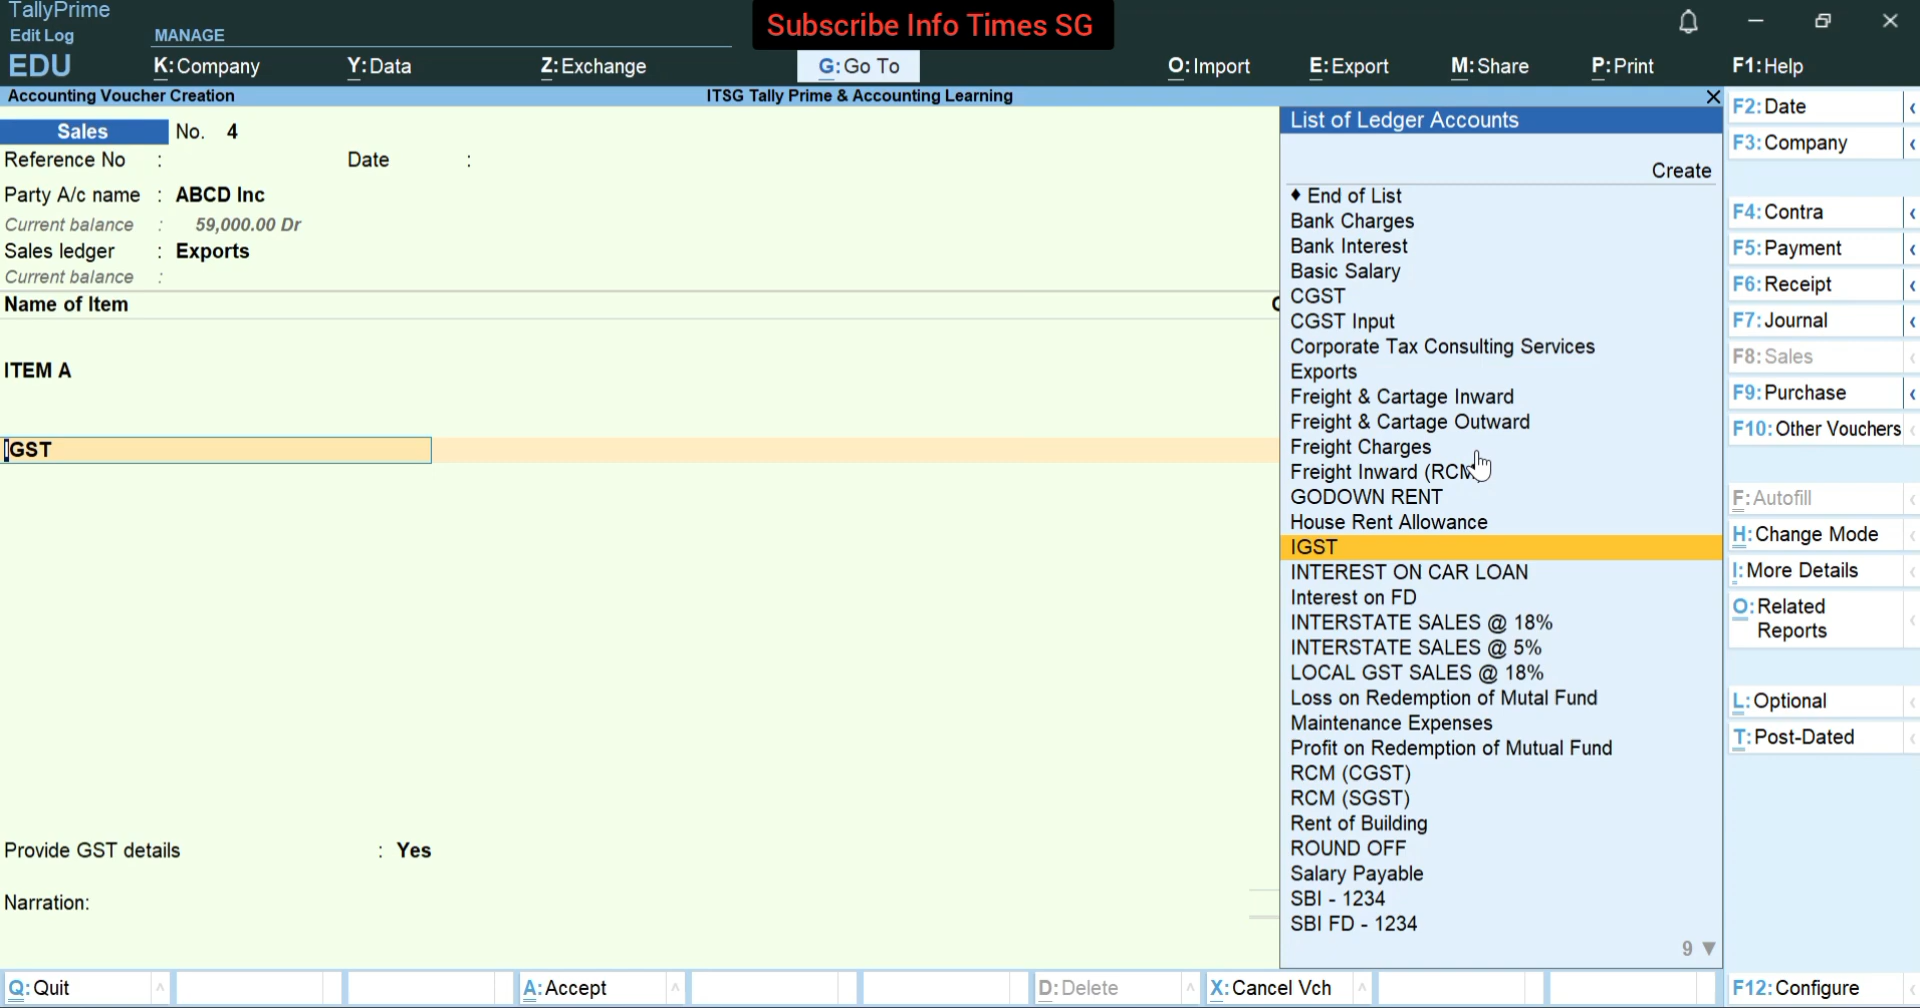 TallyPrime
Edit Log
EDU
MANAGE
Subscribe Info Times SG
K:Company
Y:Data
Z:Exchange
G:Go To
O:Import
E:Export
M:Share
P:Print
F1:Help
Accounting Voucher Creation
ITSG Tally Prime & Accounting Learning
Sales No. 4
Reference No :
Date :
Party A/c name : ABCD Inc
Current balance : 59,000.00 Dr
Sales ledger : Exports
Current balance :
Name of Item
ITEM A
IGST
Provide GST details : Yes
Narration:
List of Ledger Accounts
Create
♦ End of List
Bank Charges
Bank Interest
Basic Salary
CGST
CGST Input
Corporate Tax Consulting Services
Exports
Freight & Cartage Inward
Freight & Cartage Outward
Freight Charges
Freight Inward (RCM
GODOWN RENT
House Rent Allowance
IGST
INTEREST ON CAR LOAN
Interest on FD
INTERSTATE SALES @ 18%
INTERSTATE SALES @ 5%
LOCAL GST SALES @ 18%
Loss on Redemption of Mutal Fund
Maintenance Expenses
Profit on Redemption of Mutual Fund
RCM (CGST)
RCM (SGST)
Rent of Building
ROUND OFF
Salary Payable
SBI - 1234
SBI FD - 1234
9 ▼
F2:Date
F3:Company
F4:Contra
F5:Payment
F6:Receipt
F7:Journal
F8:Sales
F9:Purchase
F10:Other Vouchers
F:Autofill
H:Change Mode
I:More Details
O:Related
Reports
L:Optional
T:Post-Dated
Q:Quit
A:Accept
D:Delete
X:Cancel Vch
F12:Configure